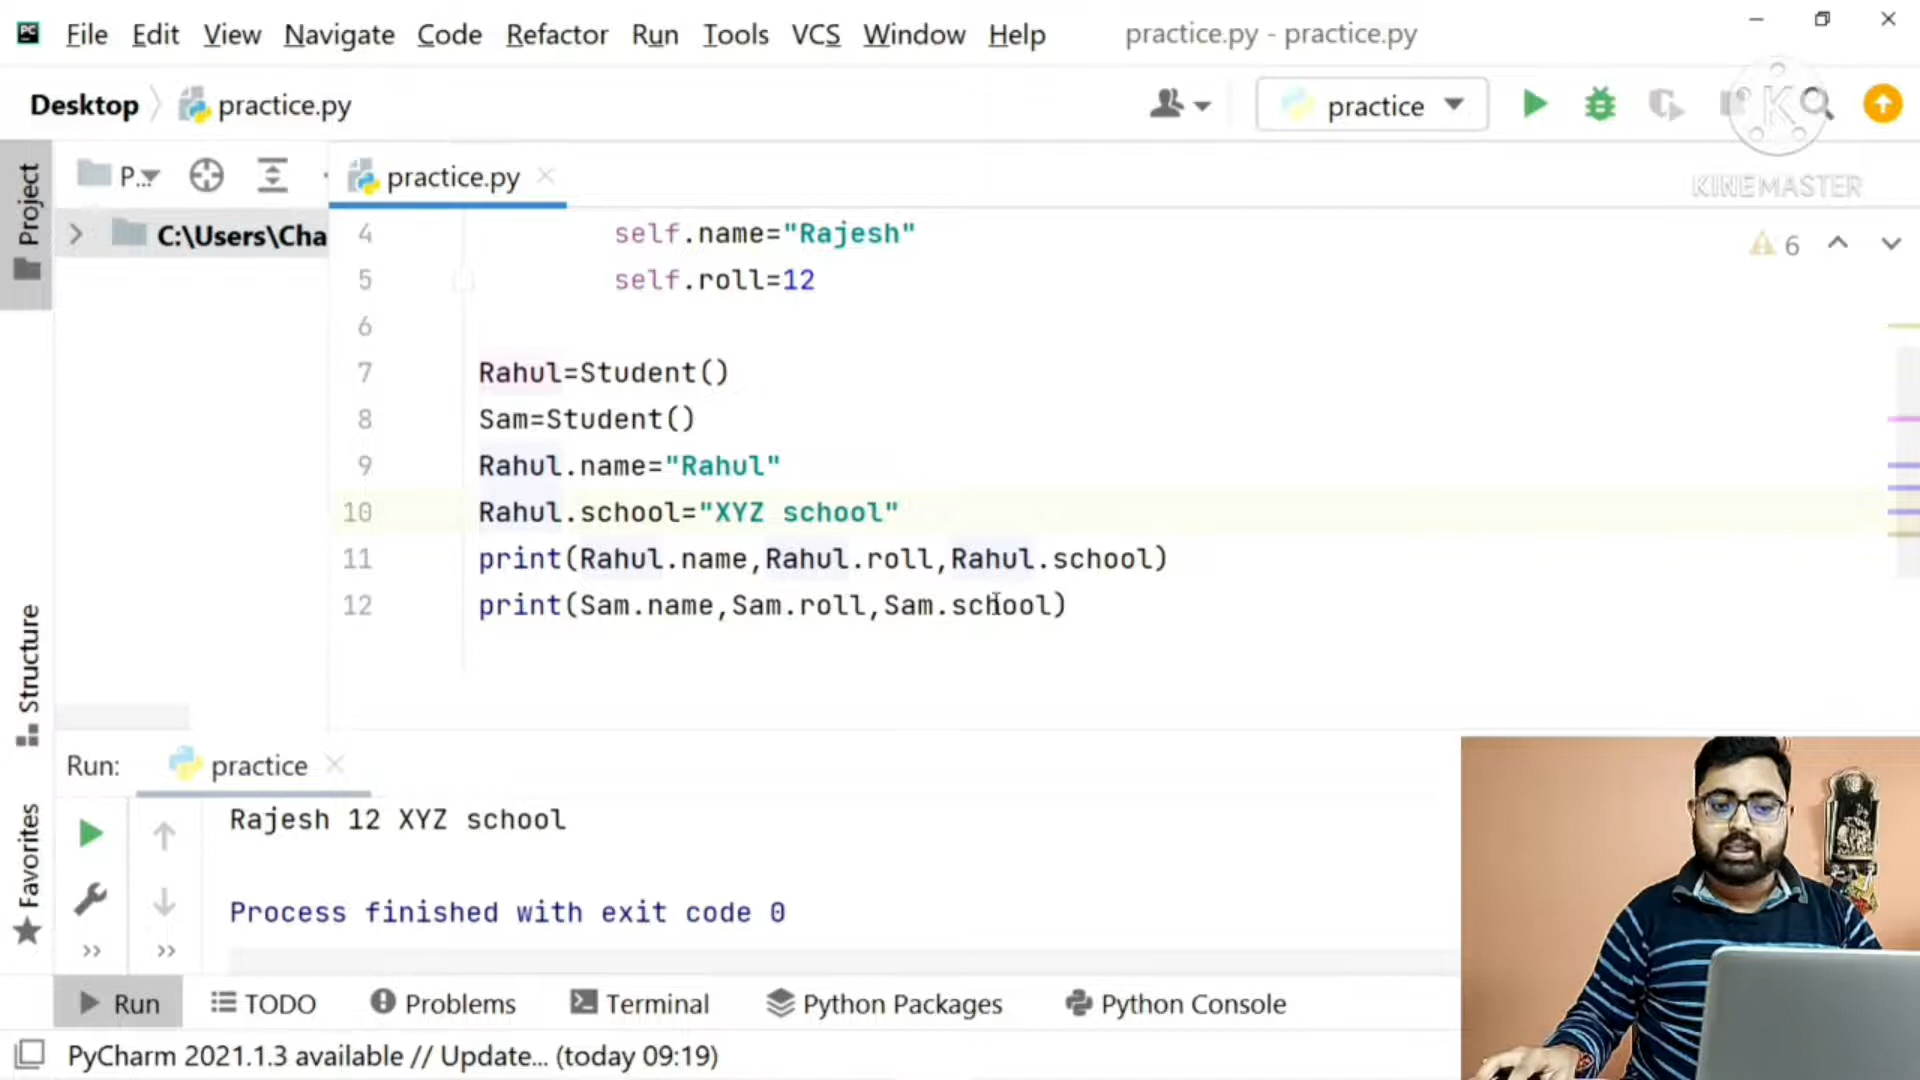 PC File Edit View Navigate Code Refactor Run Tools VCS Window Help practice.py - practice.py
Desktop practice.py practice
K
KINEMASTER
Project
P... practice.py
C:\Users\Cha
6
4 self.name="Rajesh"
5 self.roll=12
6
7 Rahul=Student()
8 Sam=Student()
9 Rahul.name="Rahul"
10 Rahul.school="XYZ school"
11 print(Rahul.name,Rahul.roll,Rahul.school)
12 print(Sam.name,Sam.roll,Sam.school)
Structure
Favorites
Run: practice
Rajesh 12 XYZ school
Process finished with exit code 0
Run TODO Problems Terminal Python Packages Python Console
PyCharm 2021.1.3 available // Update... (today 09:19)